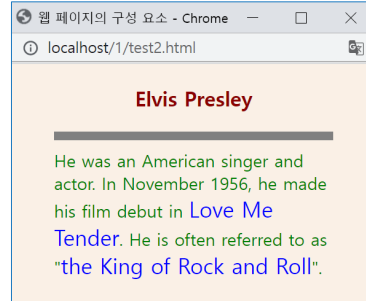 웹 페이지의 구성 요소 - Chrome
localhost/1/test2.html
Elvis Presley
He was an American singer and
actor. In November 1956, he made
his film debut in Love Me
Tender. He is often referred to as
"the King of Rock and Roll".